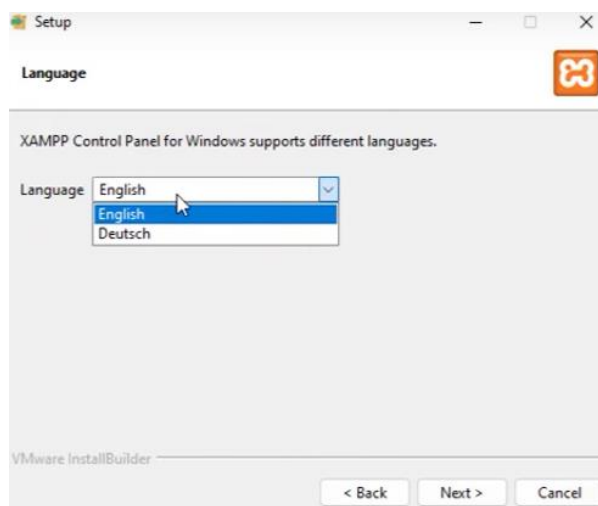 Setup
Language
XAMPP Control Panel for Windows supports different languages.
Language English
English
Deutsch
VMware InstallBuilder
< Back Next > Cancel